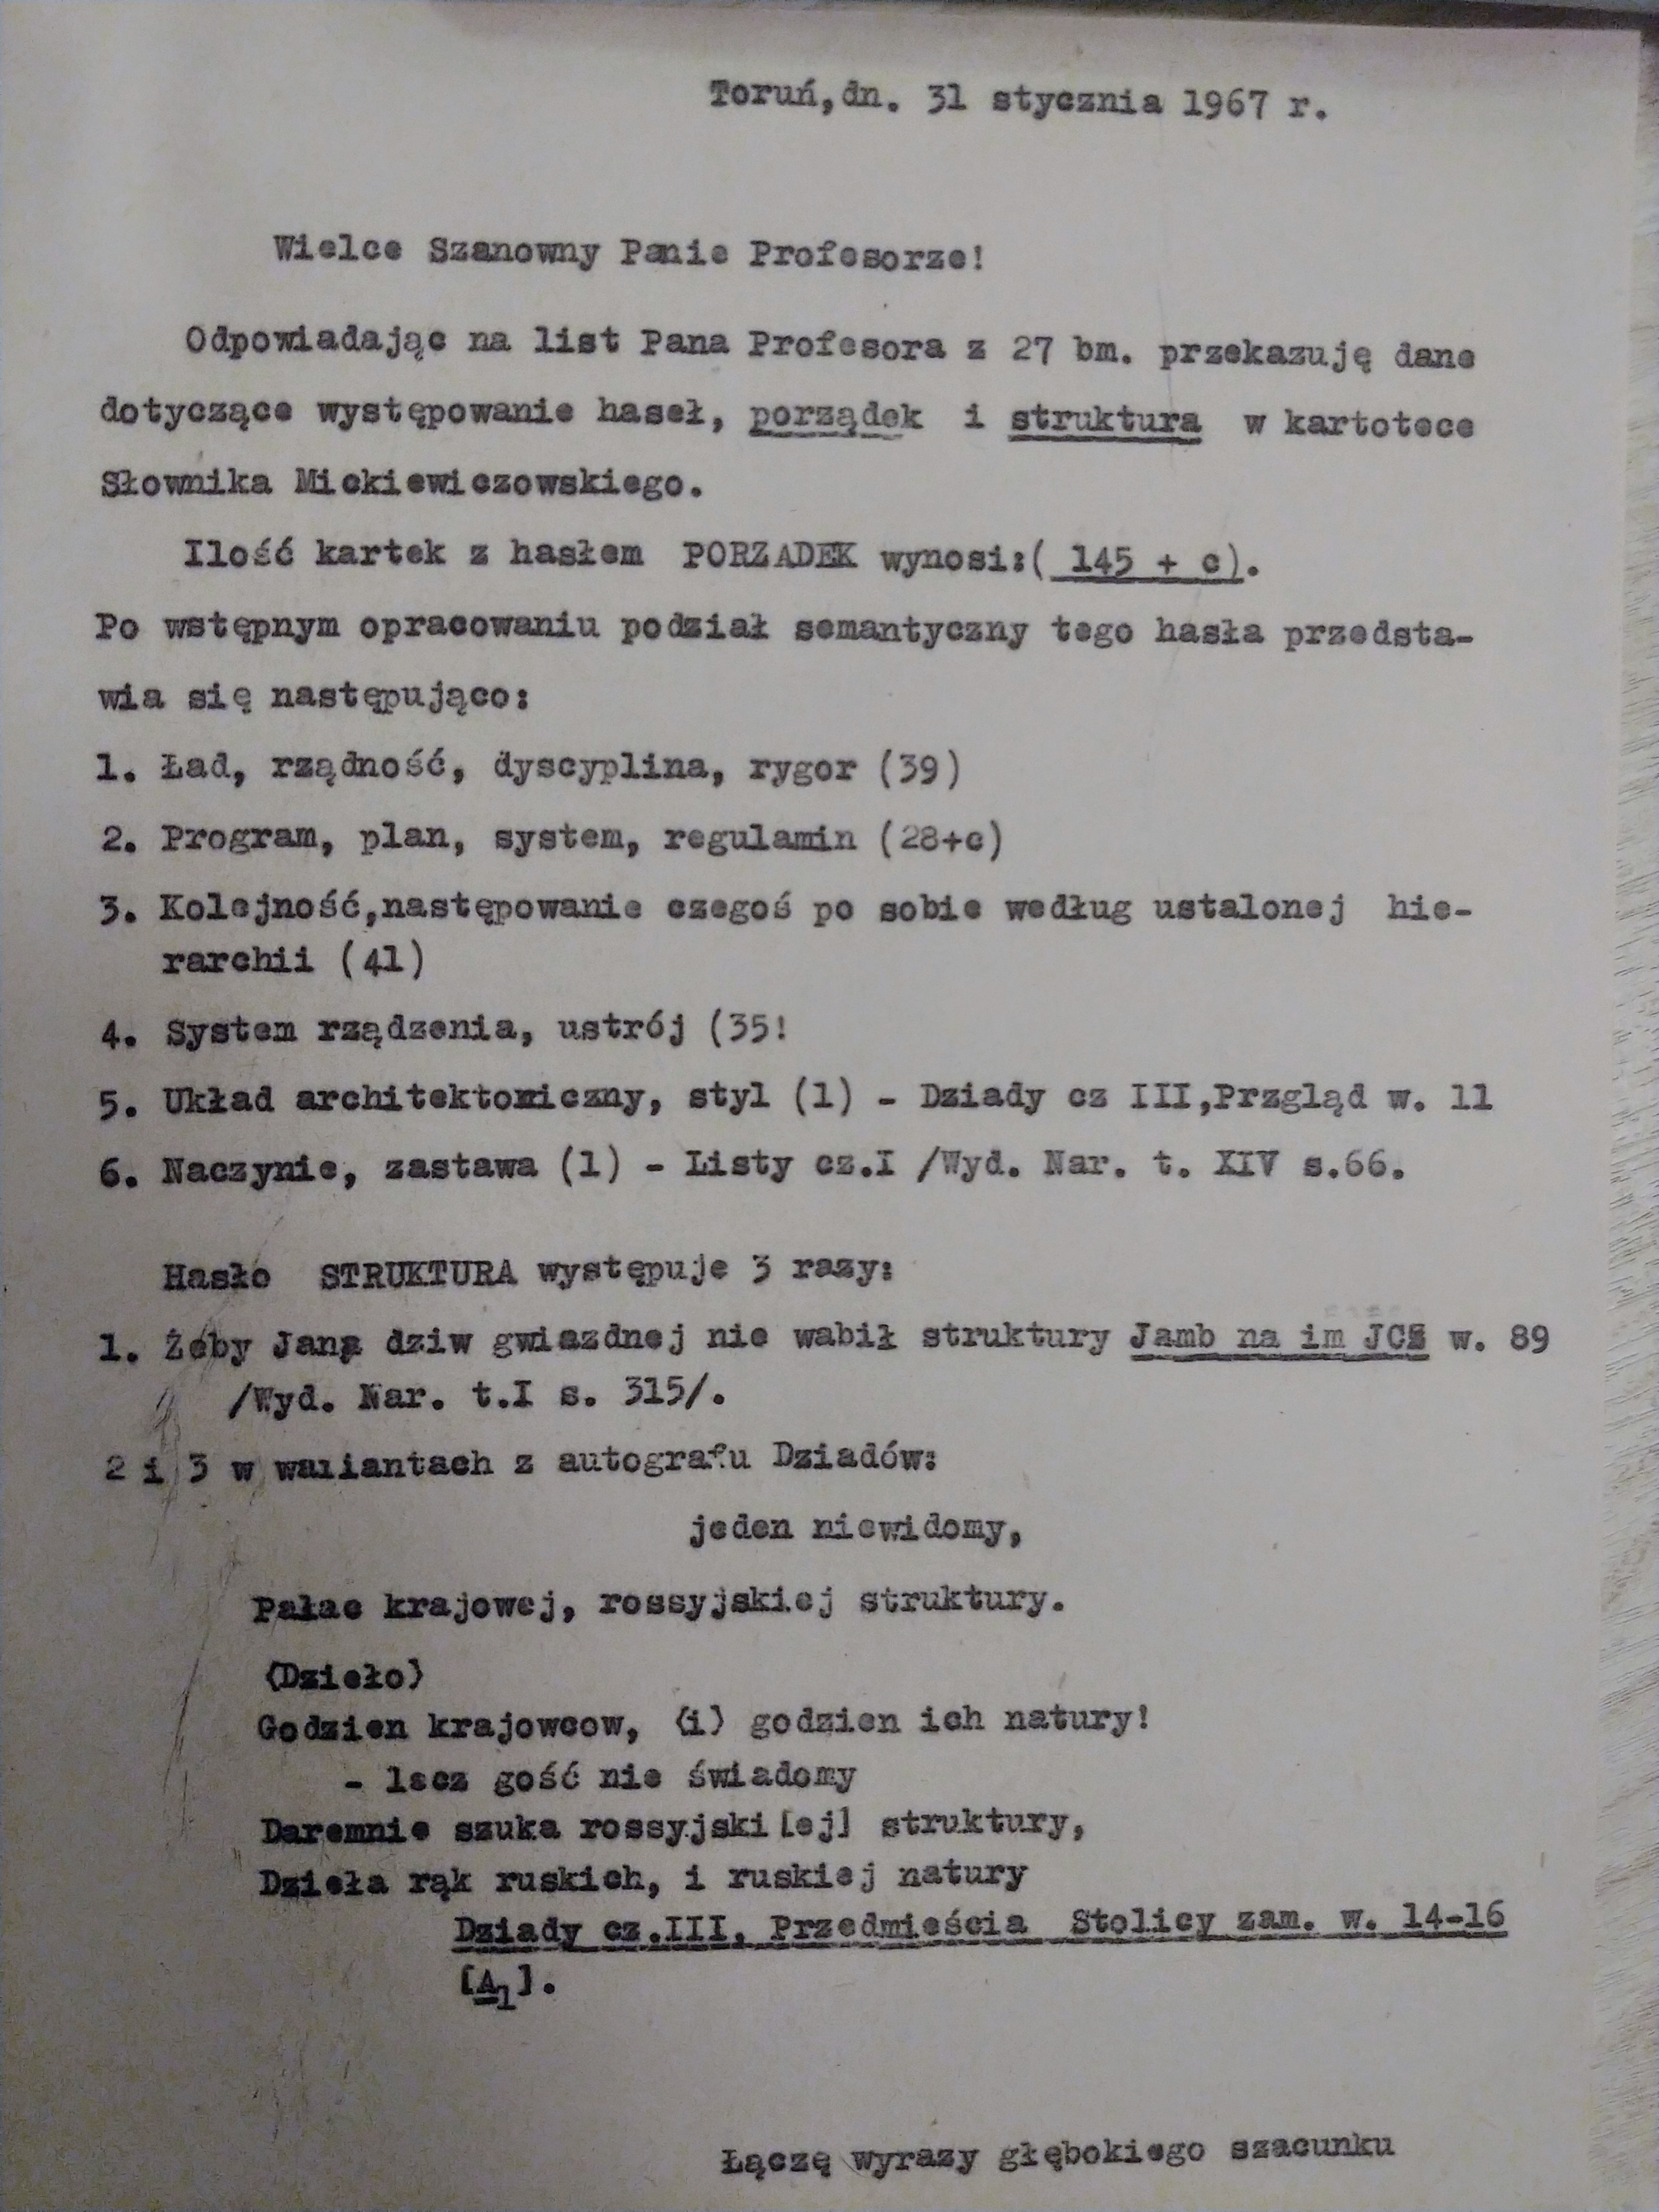 Toruń,dn. 31 stycznia 1967 r.
Wielce Szanowny Panie Profesorze!
Odpowiadając na list Pana Profesora z 27 bm. przekazuję dane
dotyczące występowanie haseł, porządek i struktura w kartotece
Słownika Mickiewiczowskiego.
Ilość kartek z hasłem PORZADEK wynosi:( 145 + c).
Po wstępnym opracowaniu podział semantyczny tego hasła przedsta-
wia się następująco:
1. Ład, rządność, dyscyplina, rygor (39)
2. Program, plan, system, regulamin (28+c)
3. Kolejność,następowanie czegoś po sobie według ustalonej hie-
rarchii (41)
4. System rządzenia, ustrój (35!
5. Układ architektoniczny, styl (1) - Dziady cz III,Przgląd w. 11
6. Naczynie, zastawa (1) - Listy cz.I /Wyd. Nar. t. XIV s.66.
Hasło STRUKTURA występuje 3 razy:
1. Żeby Jana dziw gwiazdnej nie wabił struktury Jamb na im JCZ w. 89
/Wyd. Nar. t.I s. 315/.
2 i 3 w wariantach z autografu Dziadów:
jeden niewidomy,
Pałac krajowej, rossyjskiej struktury.
⟨Dzieło⟩
Godzien krajowcow, ⟨i⟩ godzien ich natury!
- lecz gość nie świadomy
Daremnie szuka rossyjski[ej] struktury,
Dzieła rąk ruskich, i ruskiej natury
Dziady cz.III. Przedmieścia Stolicy zam. w. 14-16
[A1].
Łączę wyrazy głębokiego szacunku